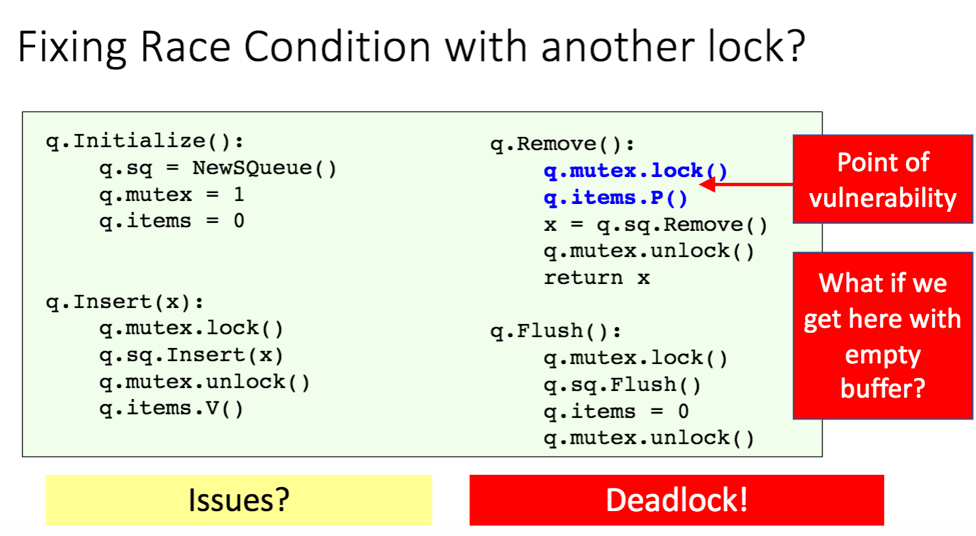 Fixing Race Condition with another lock?
q.Initialize():
q.sq = NewSQueue()
q.mutex = 1
q.items = 0
q.Insert(x):
q.mutex.lock()
q.sq.Insert(x)
q.mutex.unlock()
q.items.V()
q.Remove():
q.mutex.lock()
q.items.P()
x = q.sq.Remove()
q.mutex.unlock()
return x
q.Flush():
q.mutex.lock()
q.sq.Flush()
q.items = 0
q.mutex.unlock()
Point of
vulnerability
What if we
get here with
empty
buffer?
Issues?
Deadlock!